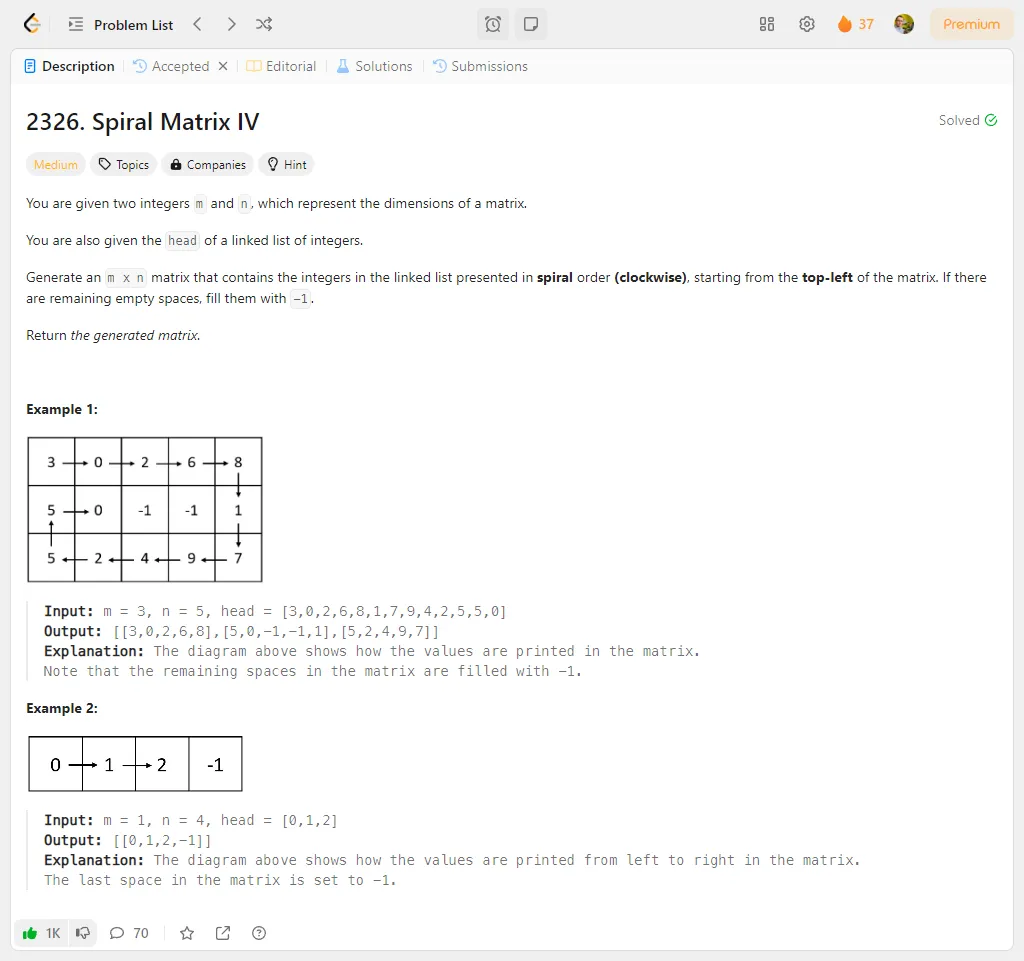 Problem List
37
Premium
Description
Accepted
Editorial
Solutions
Submissions
2326. Spiral Matrix IV
Solved
Medium
Topics
Companies
Hint
You are given two integers m and n, which represent the dimensions of a matrix.
You are also given the head of a linked list of integers.
Generate an m x n matrix that contains the integers in the linked list presented in spiral order (clockwise), starting from the top-left of the matrix. If there
are remaining empty spaces, fill them with -1.
Return the generated matrix.
Example 1:
3 0 2 6 8
5 0 -1 -1 1
5 2 4 9 7
Input: m = 3, n = 5, head = [3,0,2,6,8,1,7,9,4,2,5,5,0]
Output: [[3,0,2,6,8],[5,0,-1,-1,1],[5,2,4,9,7]]
Explanation: The diagram above shows how the values are printed in the matrix.
Note that the remaining spaces in the matrix are filled with -1.
Example 2:
0 1 2 -1
Input: m = 1, n = 4, head = [0,1,2]
Output: [[0,1,2,-1]]
Explanation: The diagram above shows how the values are printed from left to right in the matrix.
The last space in the matrix is set to -1.
1K
70